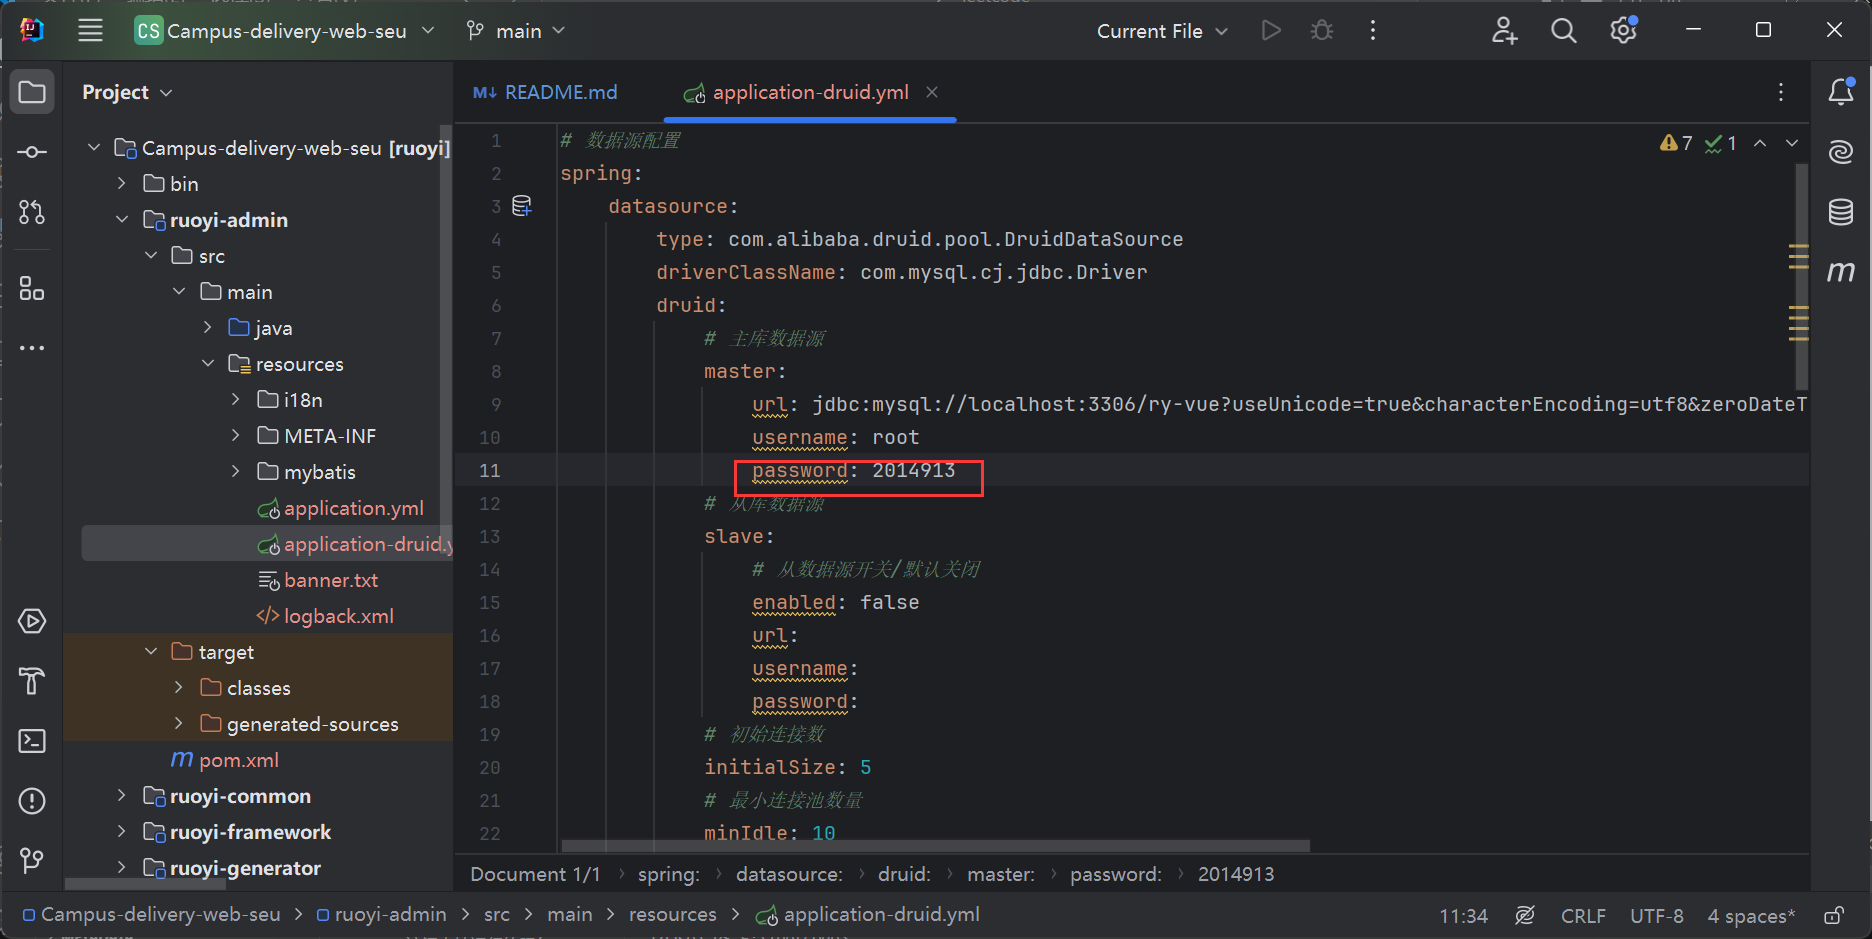 CS Campus-delivery-web-seu main Current File
Project
README.md application-druid.yml
Campus-delivery-web-seu [ruoyi]
bin
ruoyi-admin
src
main
java
resources
i18n
META-INF
mybatis
application.yml
application-druid.y
banner.txt
logback.xml
target
classes
generated-sources
pom.xml
ruoyi-common
ruoyi-framework
ruoyi-generator
7 1
1 # 数据源配置
2 spring:
3 datasource:
4 type: com.alibaba.druid.pool.DruidDataSource
5 driverClassName: com.mysql.cj.jdbc.Driver
6 druid:
7 # 主库数据源
8 master:
9 url: jdbc:mysql://localhost:3306/ry-vue?useUnicode=true&characterEncoding=utf8&zeroDateT
10 username: root
11 password: 2014913
12 # 从库数据源
13 slave:
14 # 从数据源开关/默认关闭
15 enabled: false
16 url:
17 username:
18 password:
19 # 初始连接数
20 initialSize: 5
21 # 最小连接池数量
22 minIdle: 10
Document 1/1 › spring: › datasource: › druid: › master: › password: › 2014913
Campus-delivery-web-seu > ruoyi-admin > src > main > resources > application-druid.yml
11:34 CRLF UTF-8 4 spaces*